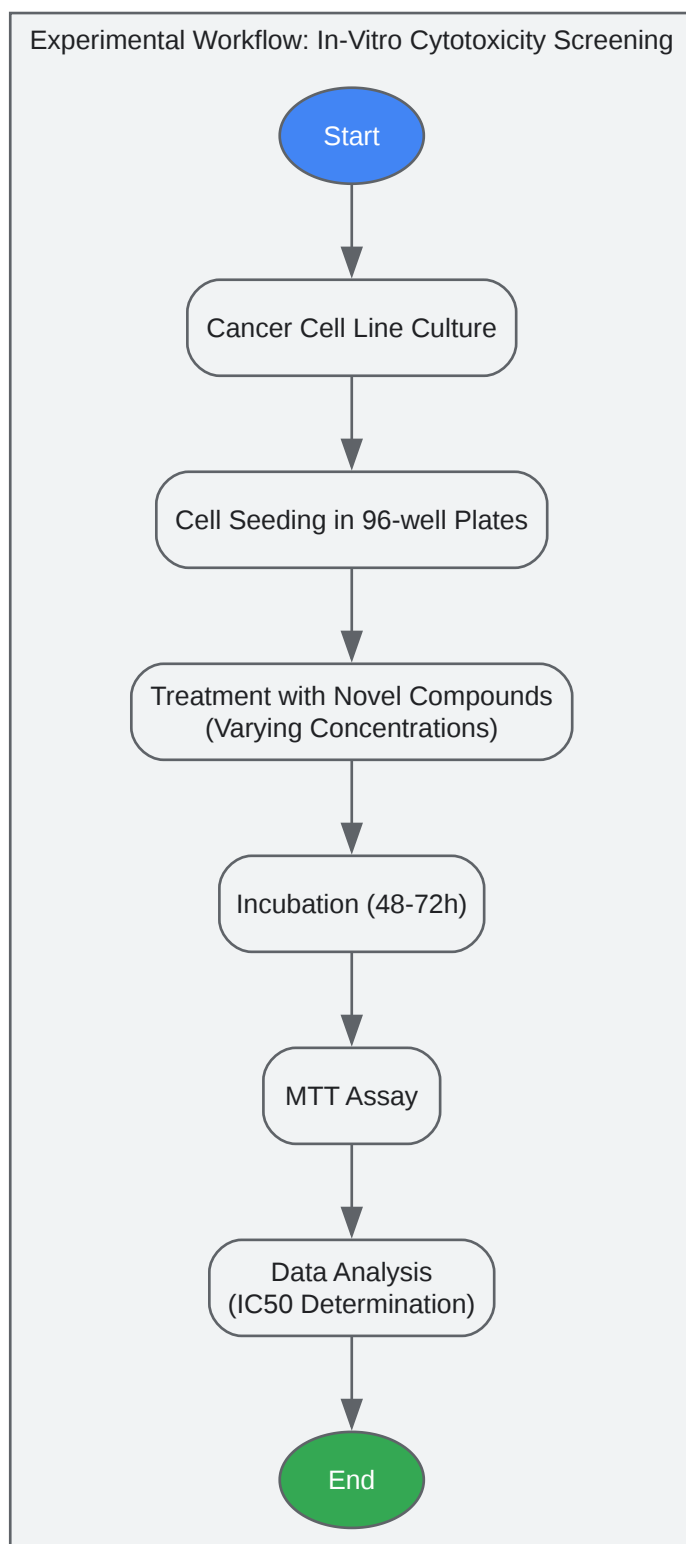 Experimental Workflow: In-Vitro Cytotoxicity Screening
Start
Cancer Cell Line Culture
Cell Seeding in 96-well Plates
Treatment with Novel Compounds
(Varying Concentrations)
Incubation (48-72h)
MTT Assay
Data Analysis
(IC50 Determination)
End